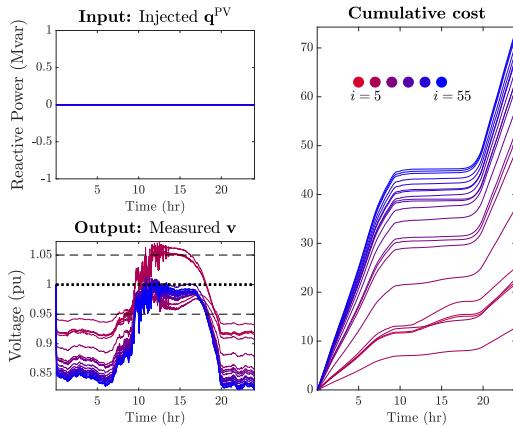 Input: Injected q^PV
Reactive Power (Mvar)
1
0.5
0
-0.5
-1
5 10 15 20
Time (hr)
Output: Measured v
Voltage (pu)
1.05
1
0.95
0.9
0.85
5 10 15 20
Time (hr)
Cumulative cost
70
60
50
40
30
20
10
0
i = 5 i = 55
5 10 15 20
Time (hr)